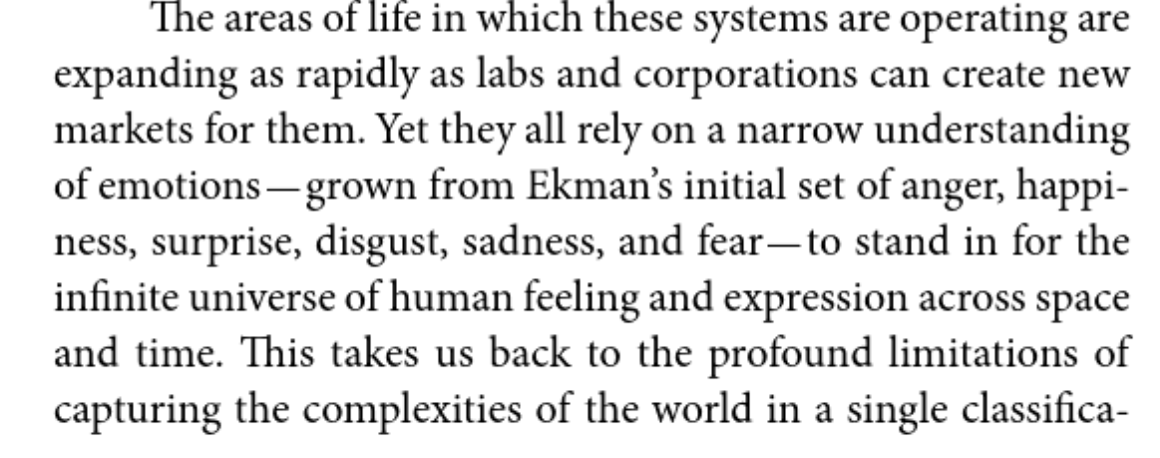 The areas of life in which these systems are operating are
expanding as rapidly as labs and corporations can create new
markets for them. Yet they all rely on a narrow understanding
of emotions—grown from Ekman’s initial set of anger, happi-
ness, surprise, disgust, sadness, and fear—to stand in for the
infinite universe of human feeling and expression across space
and time. This takes us back to the profound limitations of
capturing the complexities of the world in a single classifica-